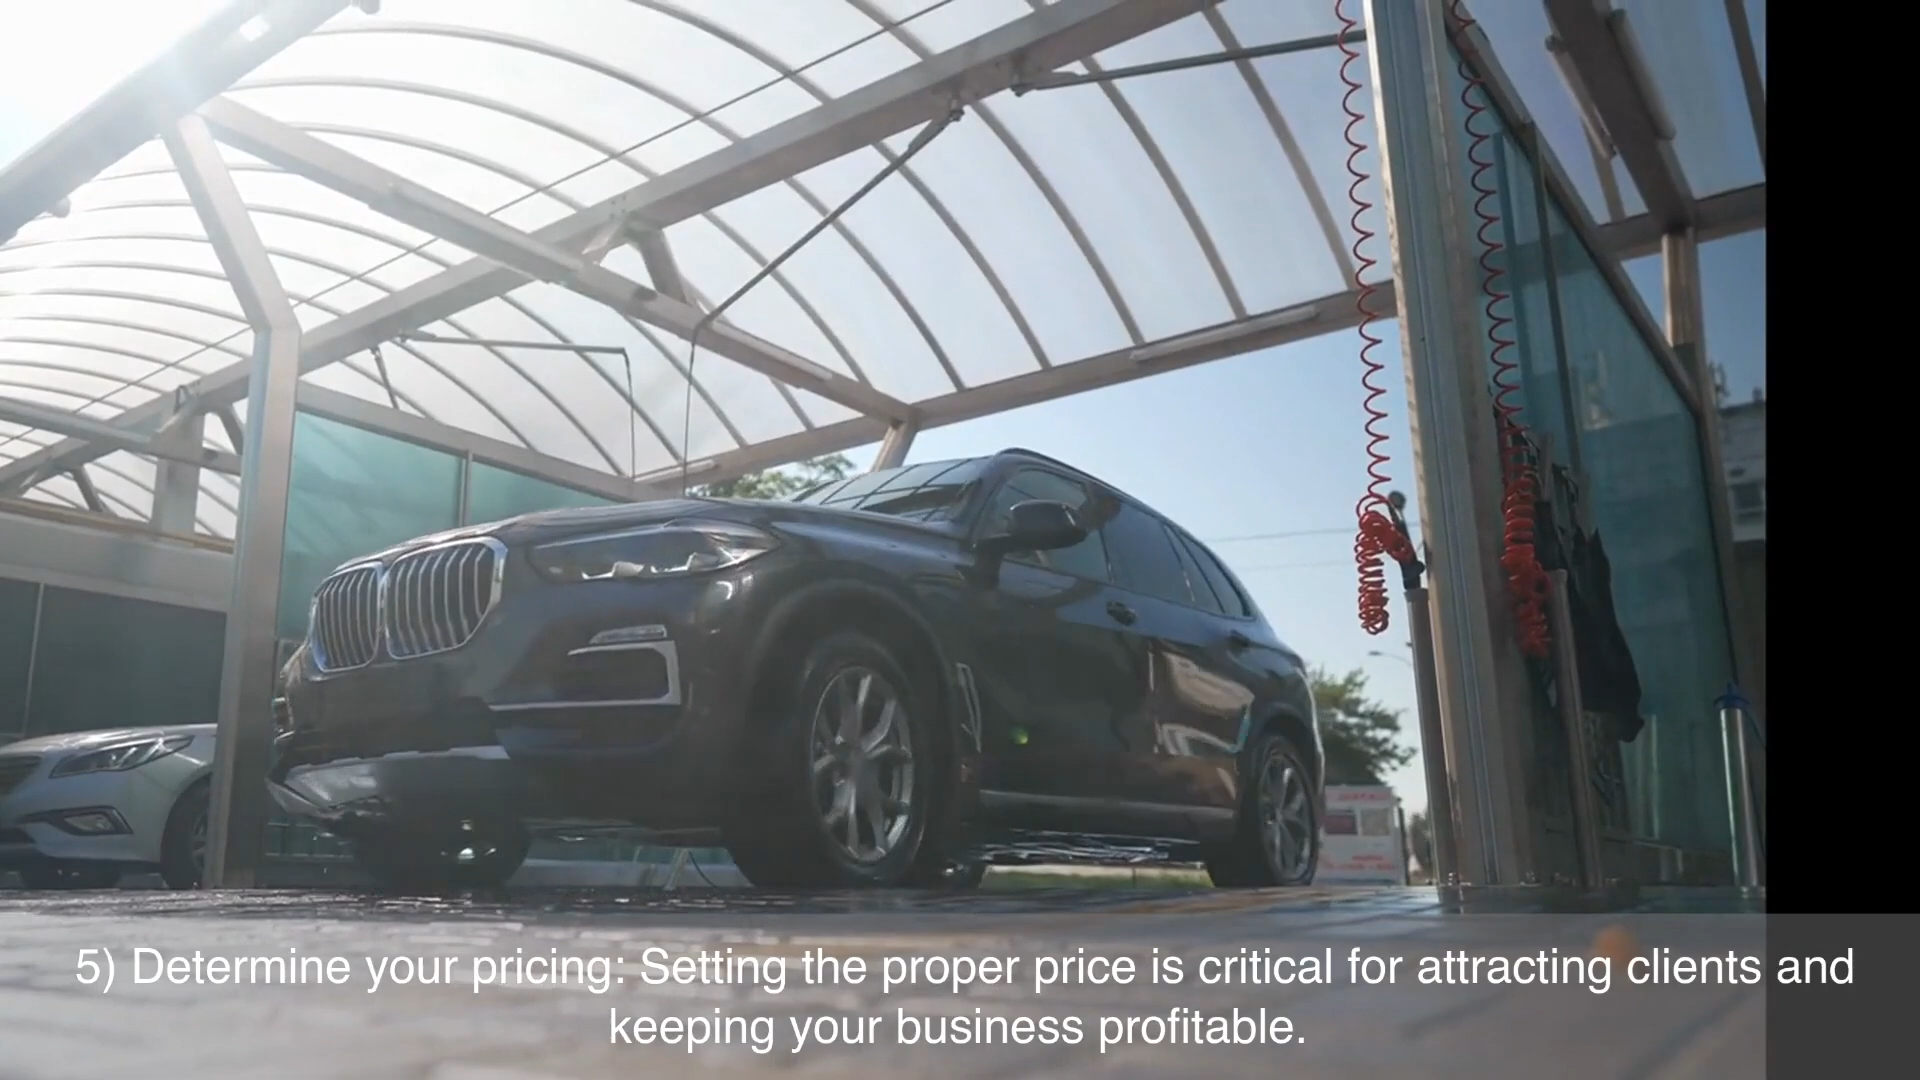 5) Determine your pricing: Setting the proper price is critical for attracting clients and
keeping your business profitable.